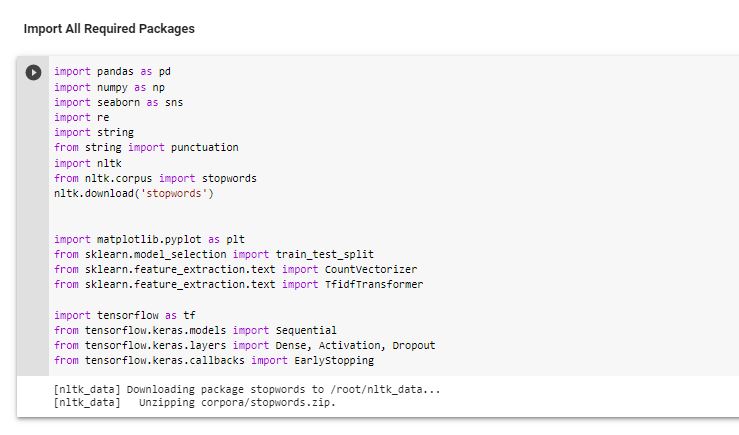 Import All Required Packages
import pandas as pd
import numpy as np
import seaborn as sns
import re
import string
from string import punctuation
import nltk
from nltk.corpus import stopwords
nltk.download('stopwords')
import matplotlib.pyplot as plt
from sklearn.model_selection import train_test_split
from sklearn.feature_extraction.text import CountVectorizer
from sklearn.feature_extraction.text import TfidfTransformer
import tensorflow as tf
from tensorflow.keras.models import Sequential
from tensorflow.keras.layers import Dense, Activation, Dropout
from tensorflow.keras.callbacks import EarlyStopping
[nltk_data] Downloading package stopwords to /root/nltk_data...
[nltk_data]   Unzipping corpora/stopwords.zip.